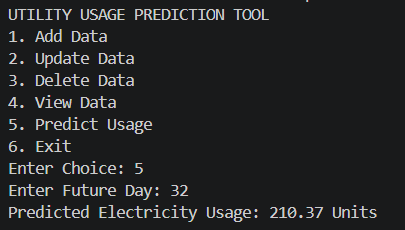 UTILITY USAGE PREDICTION TOOL
1. Add Data
2. Update Data
3. Delete Data
4. View Data
5. Predict Usage
6. Exit
Enter Choice: 5
Enter Future Day: 32
Predicted Electricity Usage: 210.37 Units